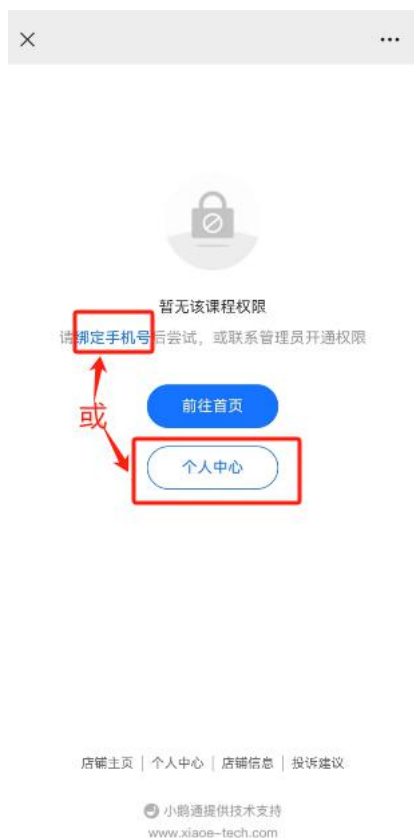 暂无该课程权限
请绑定手机号后尝试，或联系管理员开通权限
前往首页
或
个人中心
店铺主页 | 个人中心 | 店铺信息 | 投诉建议
小鹅通提供技术支持
www.xiaoe-tech.com